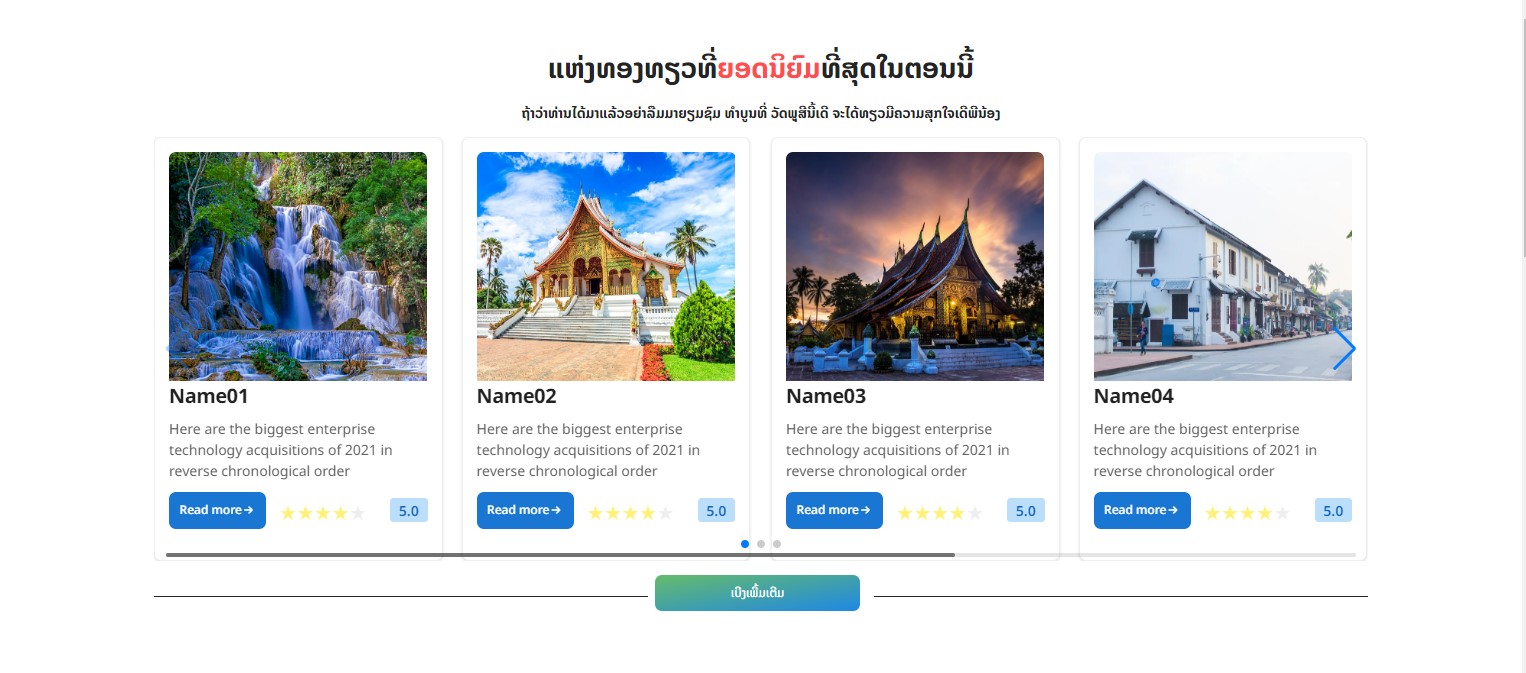 ແຫ່ງທອງທຽວທີ່ຍອດນິຍົມທີ່ສຸດໃນຕອນນີ້
ຖ້າວ່າທ່ານໄດ້ມາແລ້ວອຍ່າລືມມາຍຽມຊົມ ທຳບູນທີ່ ວັດພູສີນີ້ເດີ ຈະໄດ້ທຽວມີຄວາມສຸກໃຈເດີພີນ້ອງ
Name01
Here are the biggest enterprise
technology acquisitions of 2021 in
reverse chronological order
Read more→
5.0
Name02
Here are the biggest enterprise
technology acquisitions of 2021 in
reverse chronological order
Read more→
5.0
Name03
Here are the biggest enterprise
technology acquisitions of 2021 in
reverse chronological order
Read more→
5.0
Name04
Here are the biggest enterprise
technology acquisitions of 2021 in
reverse chronological order
Read more→
5.0
ເບິງເພີ້ມເຕີມ